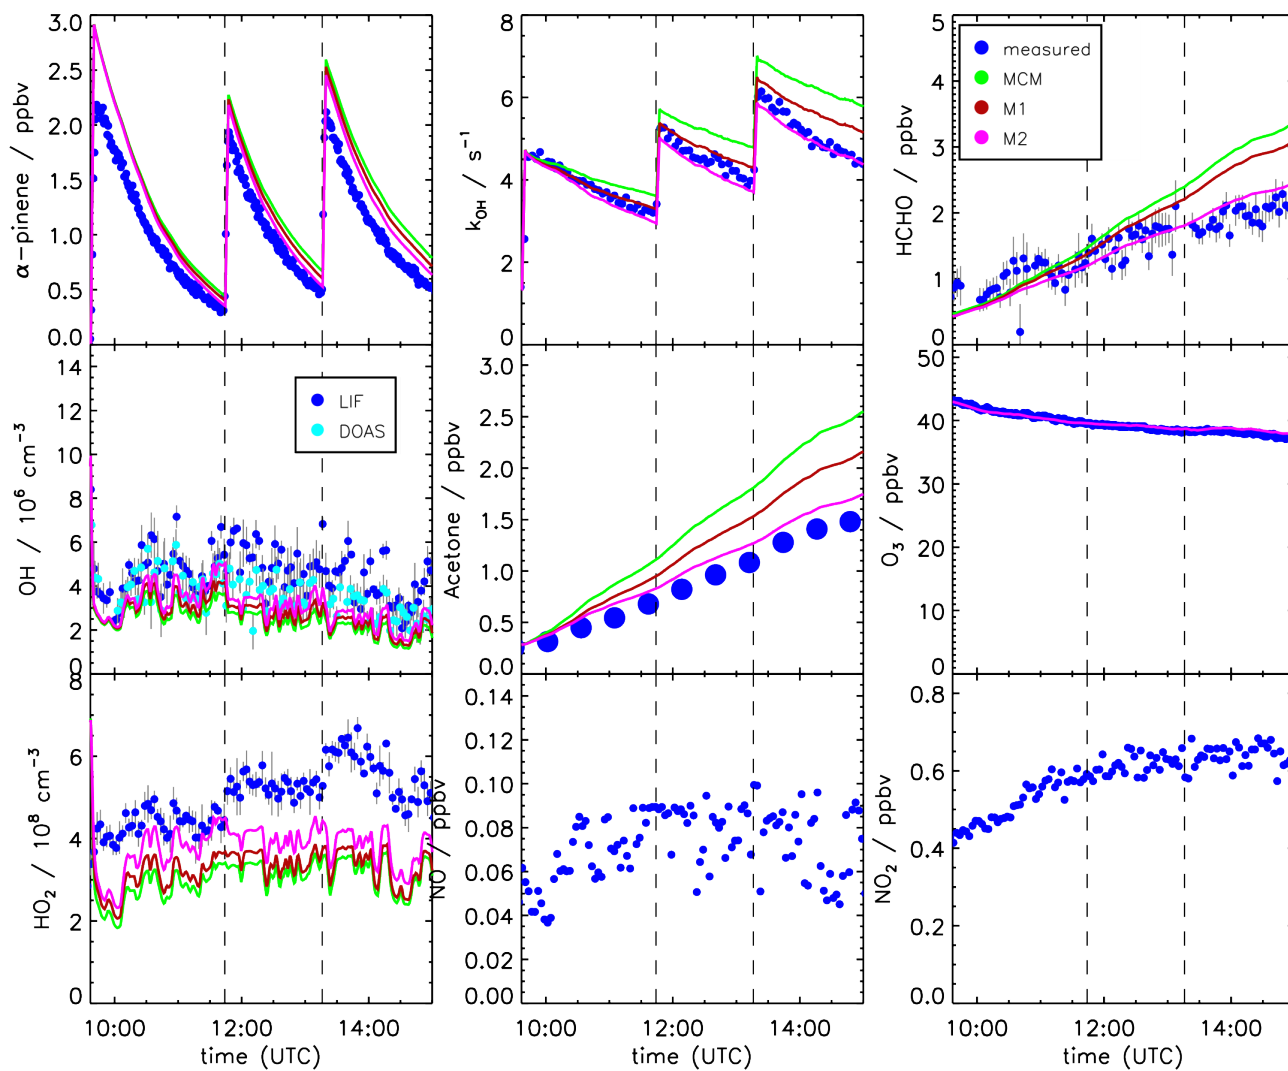 α−pinene / ppbv
3.0
2.5
2.0
1.5
1.0
0.5
0.0
k_OH / s^−1
8
6
4
2
0
HCHO / ppbv
5
4
3
2
1
0
measured
MCM
M1
M2
OH / 10^6 cm^−3
14
12
10
8
6
4
2
0
LIF
DOAS
Acetone / ppbv
3.0
2.5
2.0
1.5
1.0
0.5
0.0
O_3 / ppbv
50
40
30
20
10
0
HO_2 / 10^8 cm^−3
8
6
4
2
0
NO / ppbv
0.14
0.12
0.10
0.08
0.06
0.04
0.02
0.00
NO_2 / ppbv
0.8
0.6
0.4
0.2
0.0
10:00 12:00 14:00
time (UTC)
10:00 12:00 14:00
time (UTC)
10:00 12:00 14:00
time (UTC)